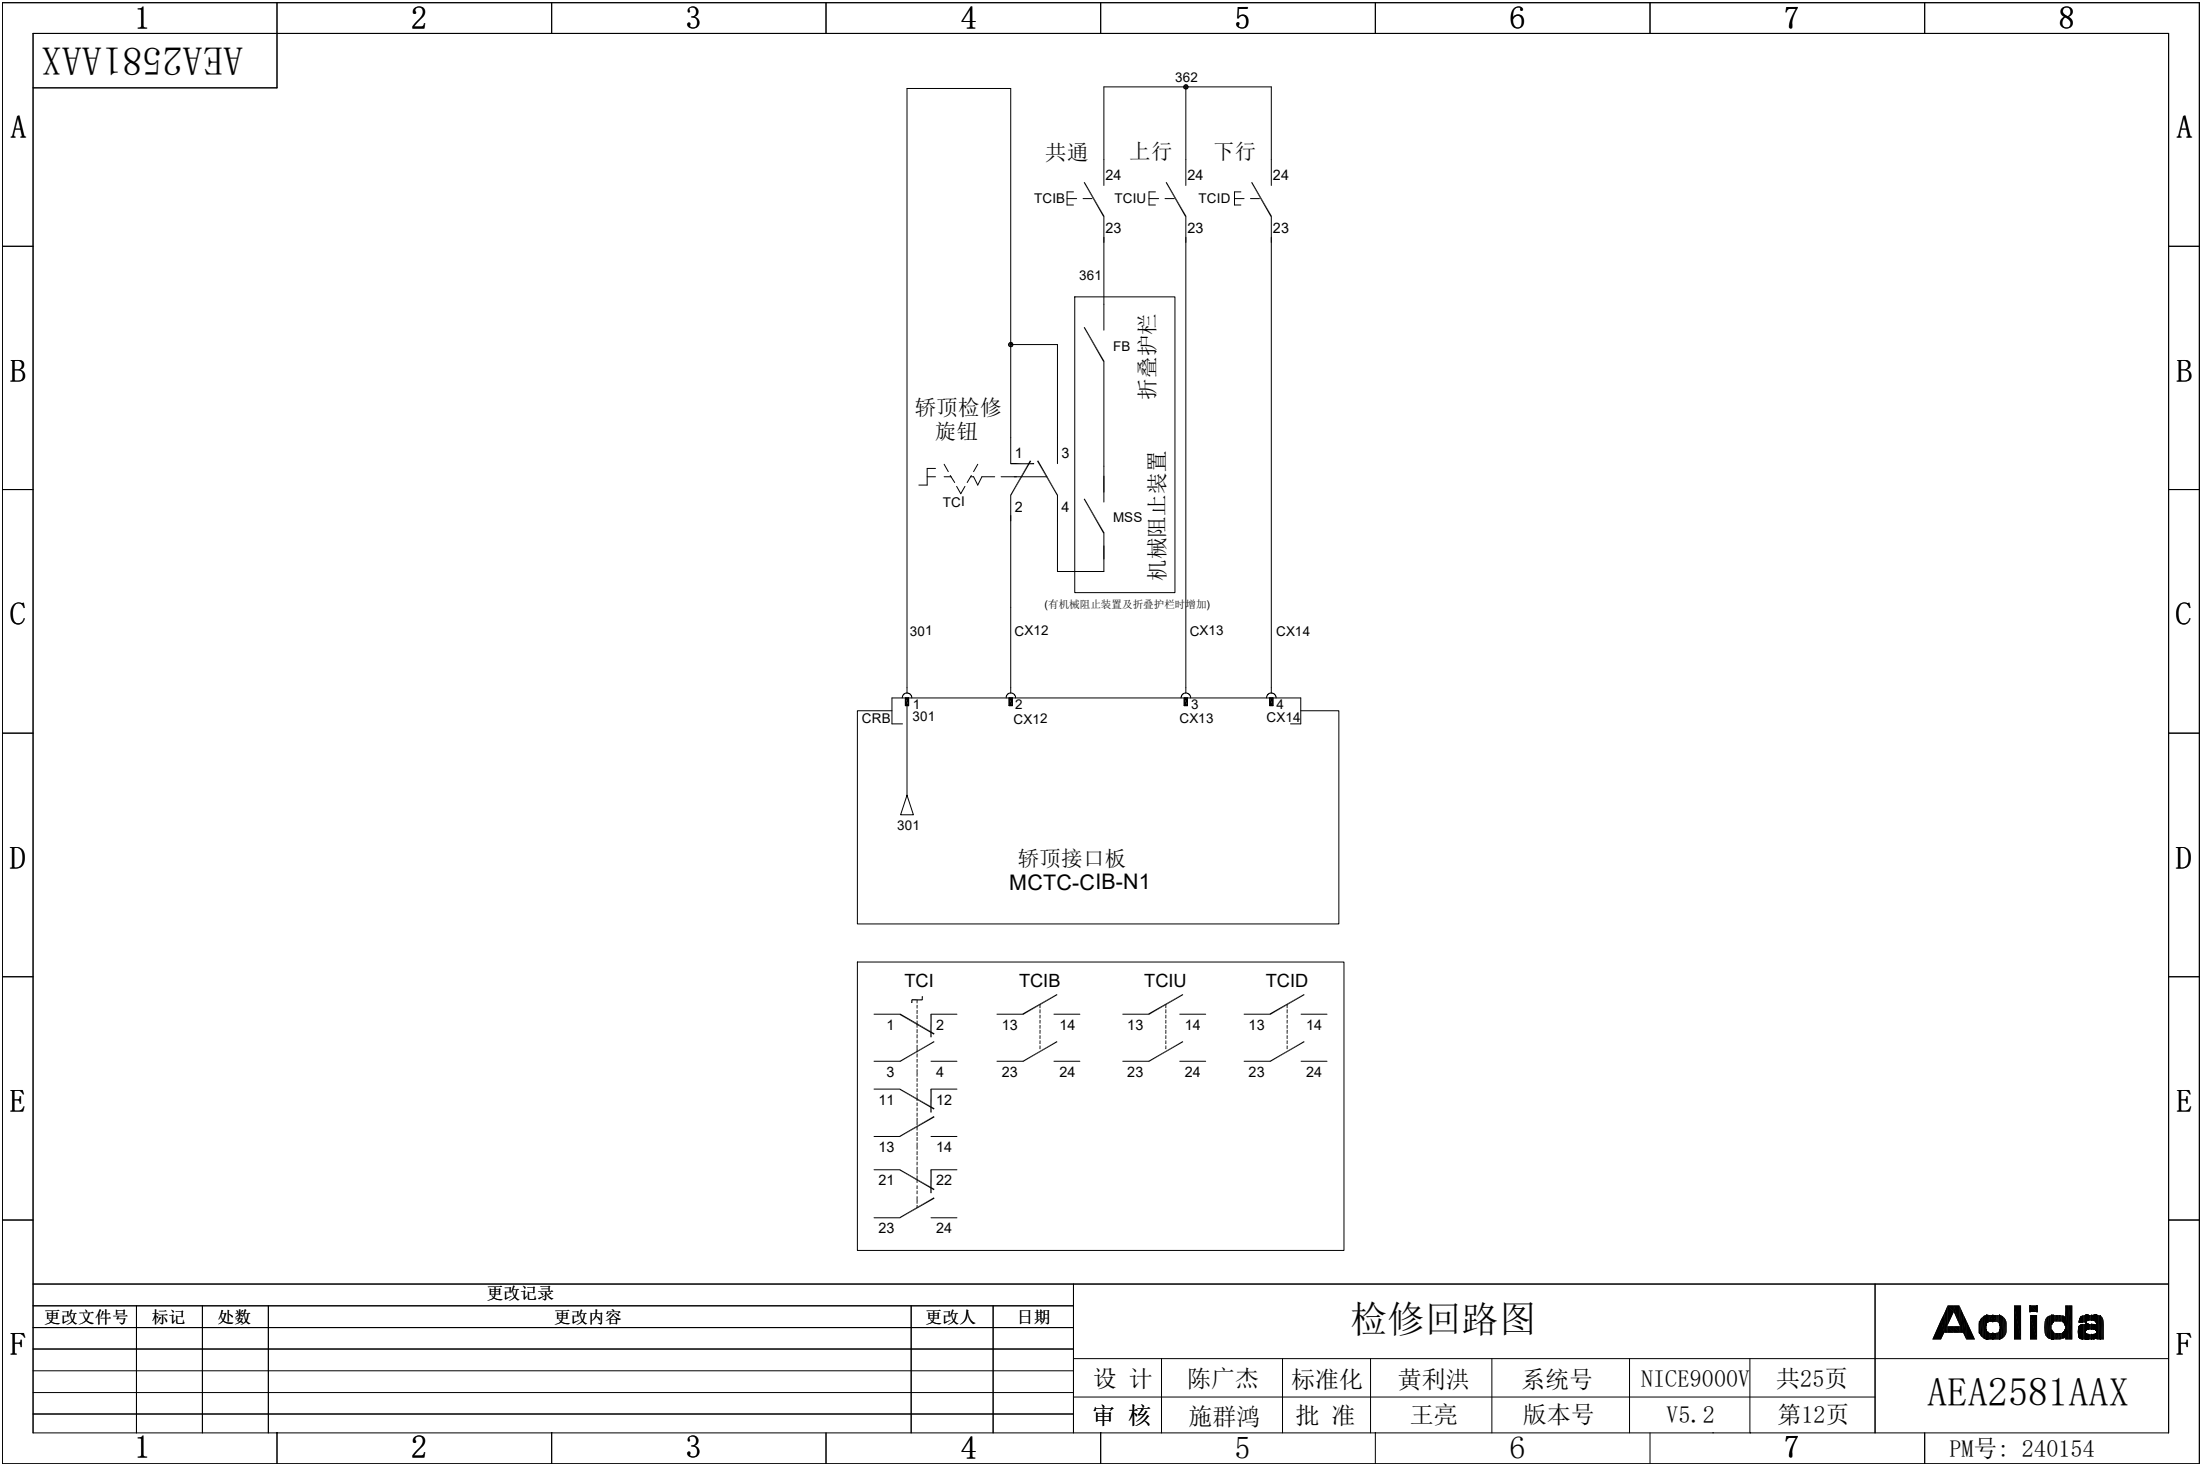 1 2 3 4 5 6 7 8
AEA2581AAX
A A
B B
C C
D D
E E
F F
362
共通 上行 下行
24 24 24
TCIB TCIU TCID
23 23 23
361
FB
折叠护栏
轿顶检修
旋钮
1 3
TCI
2 4
MSS
机械阻止装置
(有机械阻止装置及折叠护栏时增加)
301 CX12 CX13 CX14
1 2 3 4
CRB 301 CX12 CX13 CX14
301
轿顶接口板
MCTC-CIB-N1
TCI TCIB TCIU TCID
1 2 13 14 13 14 13 14
3 4 23 24 23 24 23 24
11 12
13 14
21 22
23 24
更改记录
更改文件号 标记 处数 更改内容 更改人 日期
检修回路图
Aolida
设 计 陈广杰 标准化 黄利洪 系统号 NICE9000V 共25页
AEA2581AAX
审 核 施群鸿 批 准 王亮 版本号 V5.2 第12页
1 2 3 4 5 6 7
PM号: 240154